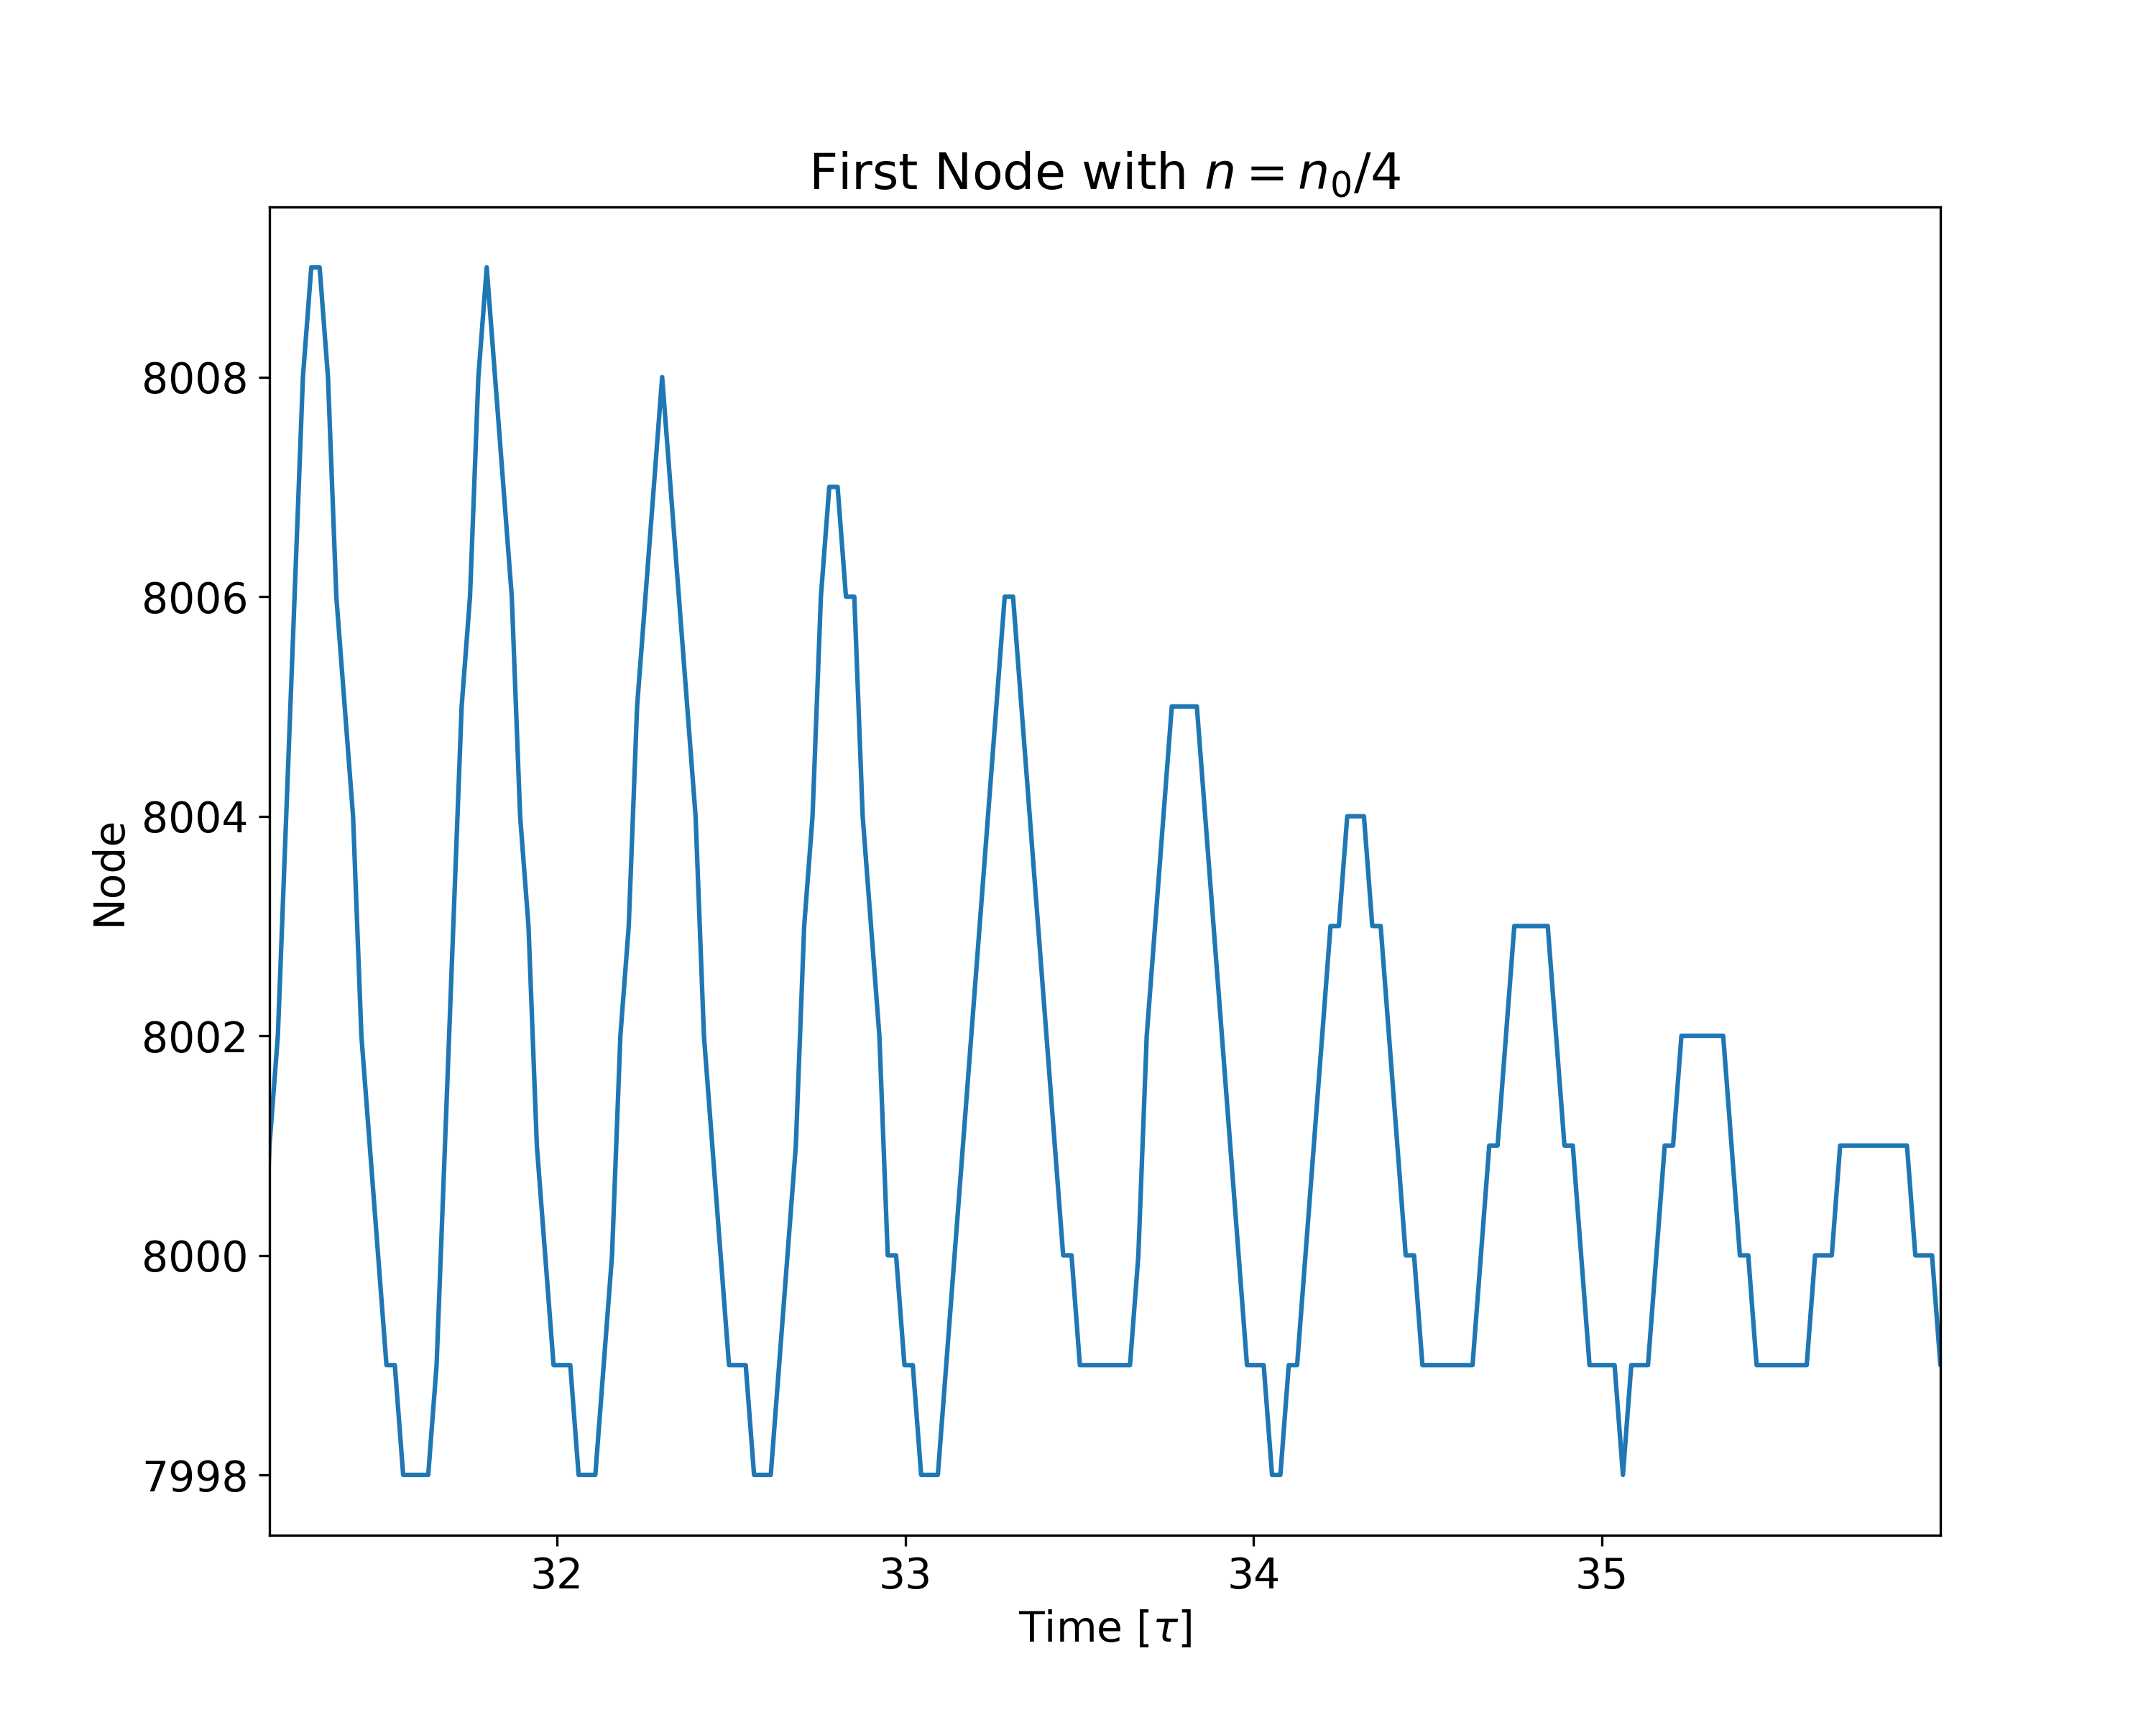 First Node with n = n₀/4
8008
8006
8004
8002
8000
7998
Node
32 33 34 35
Time [τ]